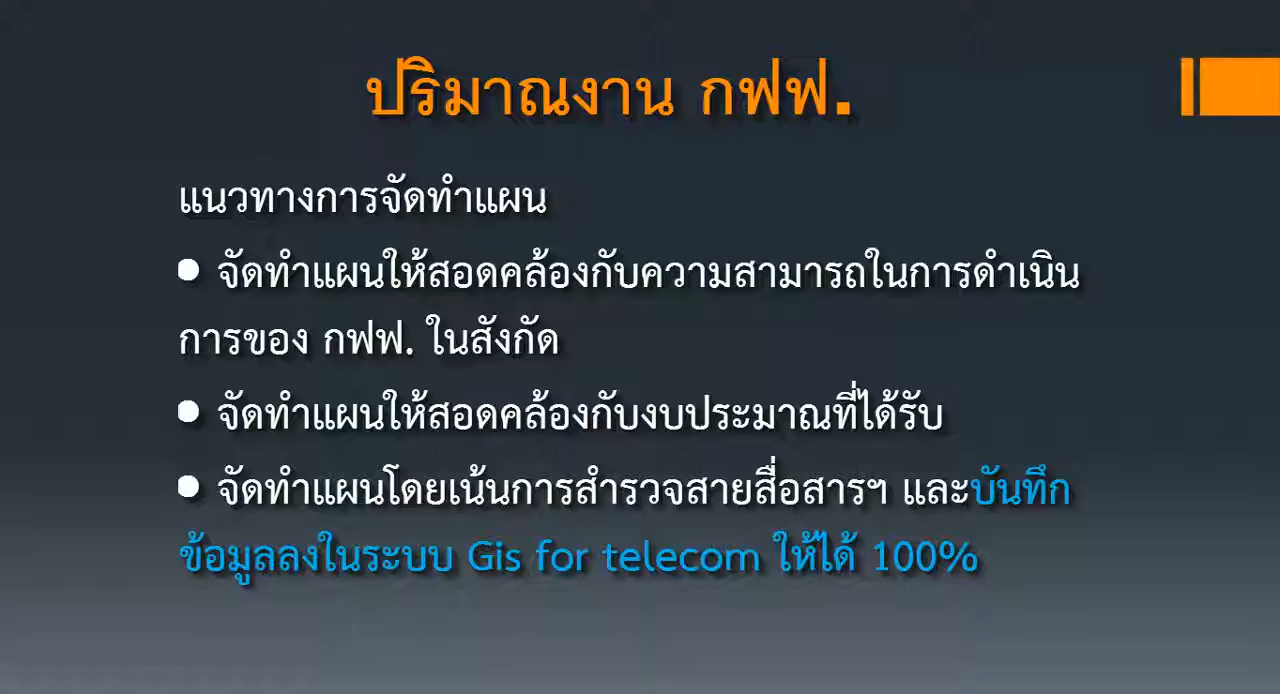 ปริมาณงาน กฟฟ.
แนวทางการจัดทำแผน
• จัดทำแผนให้สอดคล้องกับความสามารถในการดำเนิน
การของ กฟฟ. ในสังกัด
• จัดทำแผนให้สอดคล้องกับงบประมาณที่ได้รับ
• จัดทำแผนโดยเน้นการสำรวจสายสื่อสารฯ และบันทึก
ข้อมูลลงในระบบ Gis for telecom ให้ได้ 100%